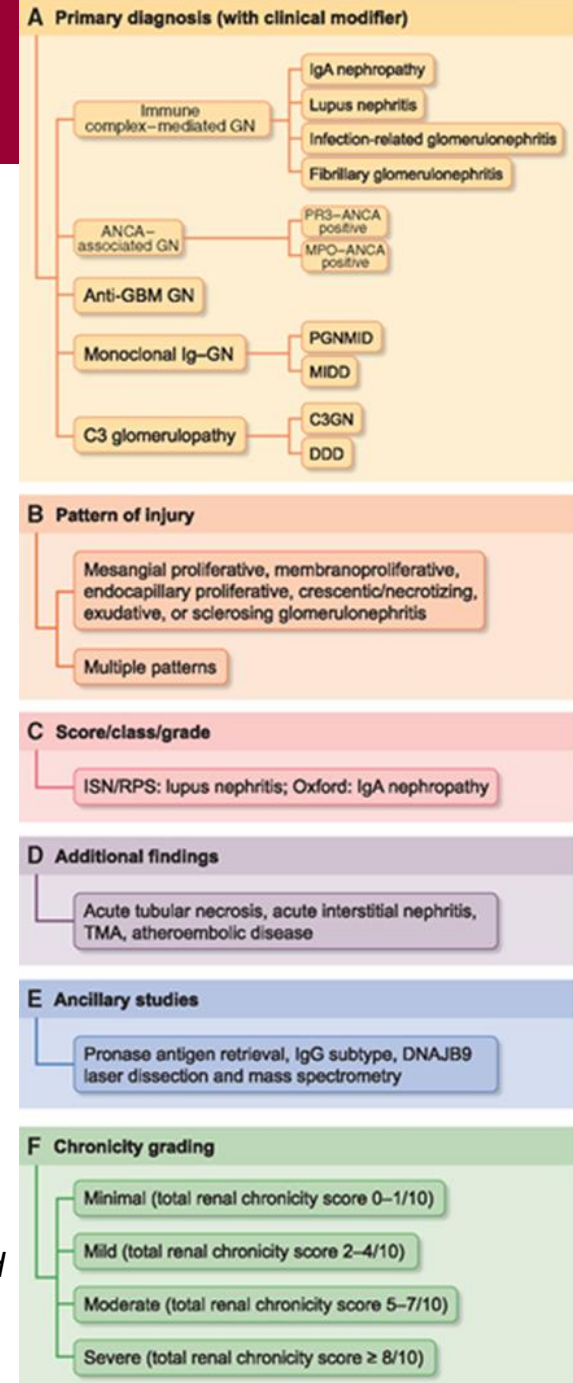 A Primary diagnosis (with clinical modifier)
Immune
complex–mediated GN
IgA nephropathy
Lupus nephritis
Infection-related glomerulonephritis
Fibrillary glomerulonephritis
ANCA–
associated GN
PR3–ANCA
positive
MPO–ANCA
positive
Anti-GBM GN
Monoclonal Ig–GN
PGNMID
MIDD
C3 glomerulopathy
C3GN
DDD
B Pattern of injury
Mesangial proliferative, membranoproliferative,
endocapillary proliferative, crescentic/necrotizing,
exudative, or sclerosing glomerulonephritis
Multiple patterns
C Score/class/grade
ISN/RPS: lupus nephritis; Oxford: IgA nephropathy
D Additional findings
Acute tubular necrosis, acute interstitial nephritis,
TMA, atheroembolic disease
E Ancillary studies
Pronase antigen retrieval, IgG subtype, DNAJB9
laser dissection and mass spectrometry
F Chronicity grading
Minimal (total renal chronicity score 0–1/10)
Mild (total renal chronicity score 2–4/10)
Moderate (total renal chronicity score 5–7/10)
Severe (total renal chronicity score ≥ 8/10)